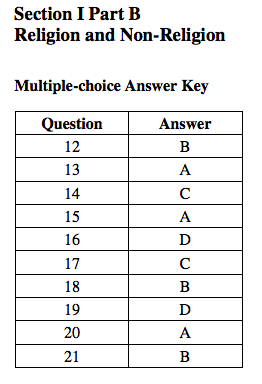 Section I Part B
Religion and Non-Religion
Multiple-choice Answer Key
Question Answer
12 B
13 A
14 C
15 A
16 D
17 C
18 B
19 D
20 A
21 B